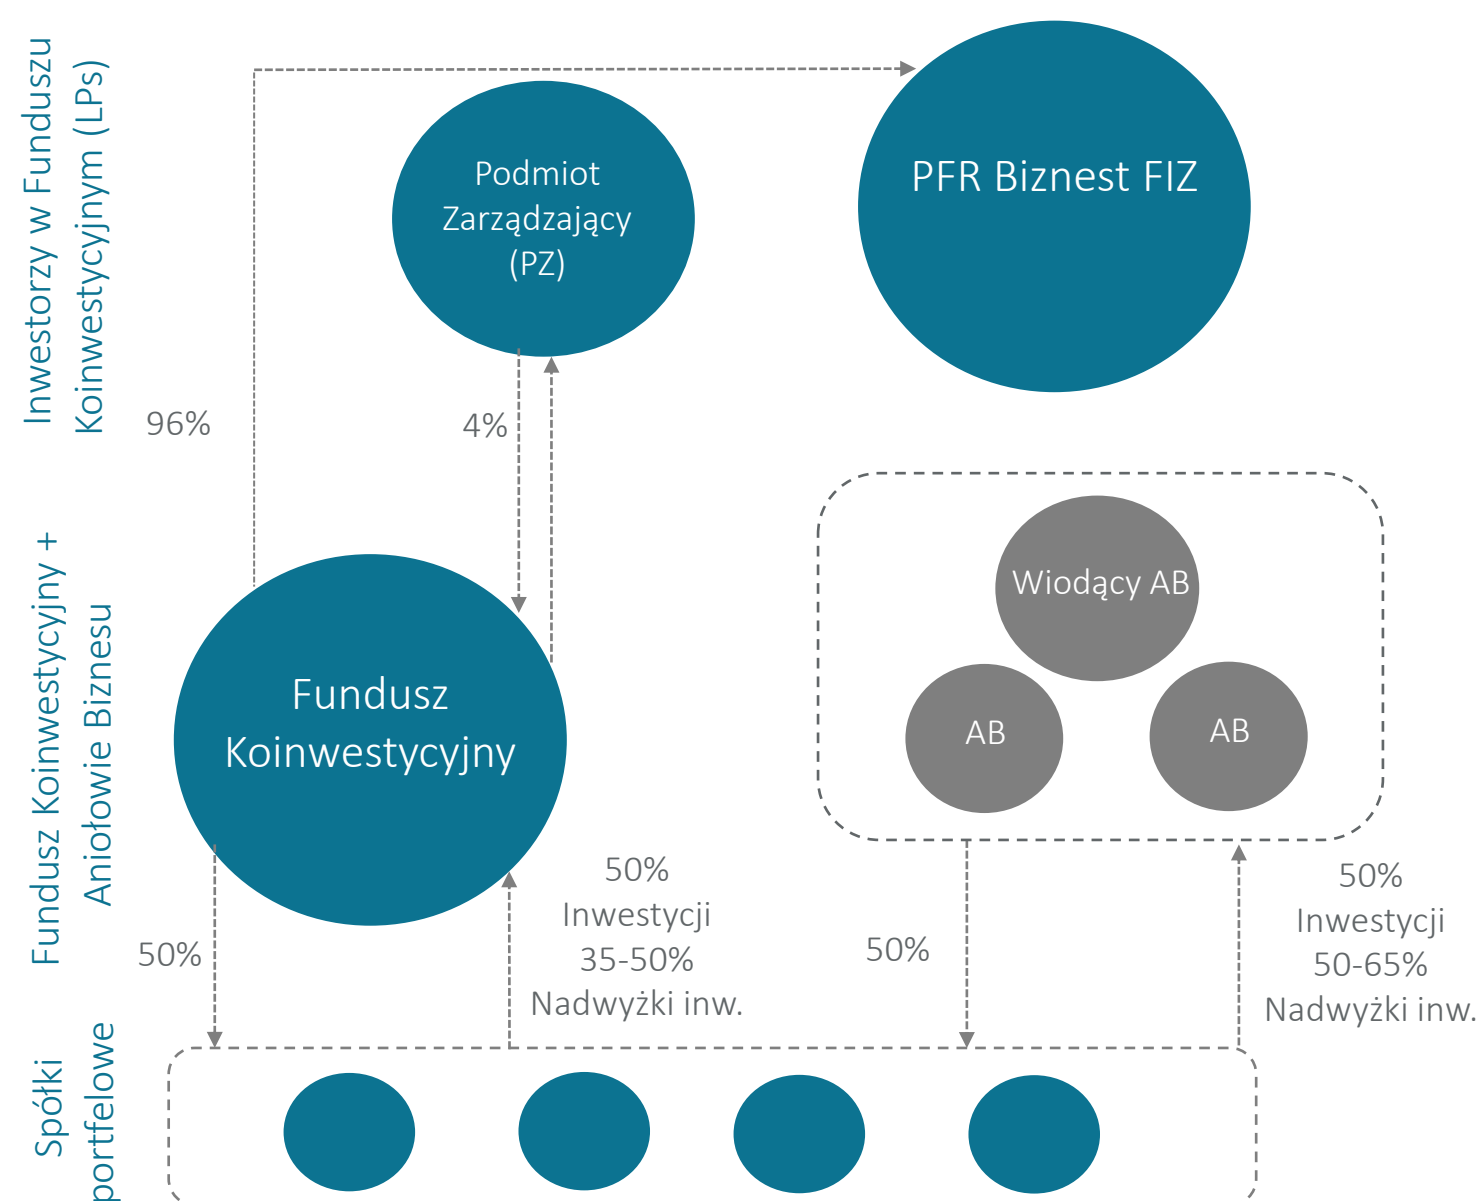 Inwestorzy w Funduszu
Koinwestycyjnym (LPs)
Podmiot
Zarządzający
(PZ)
PFR Biznest FIZ
96%
4%
Fundusz Koinwestycyjny +
Aniołowie Biznesu
Fundusz
Koinwestycyjny
Wiodący AB
AB
AB
50%
50%
Inwestycji
35-50%
Nadwyżki inw.
50%
50%
Inwestycji
50-65%
Nadwyżki inw.
Spółki
portfelowe